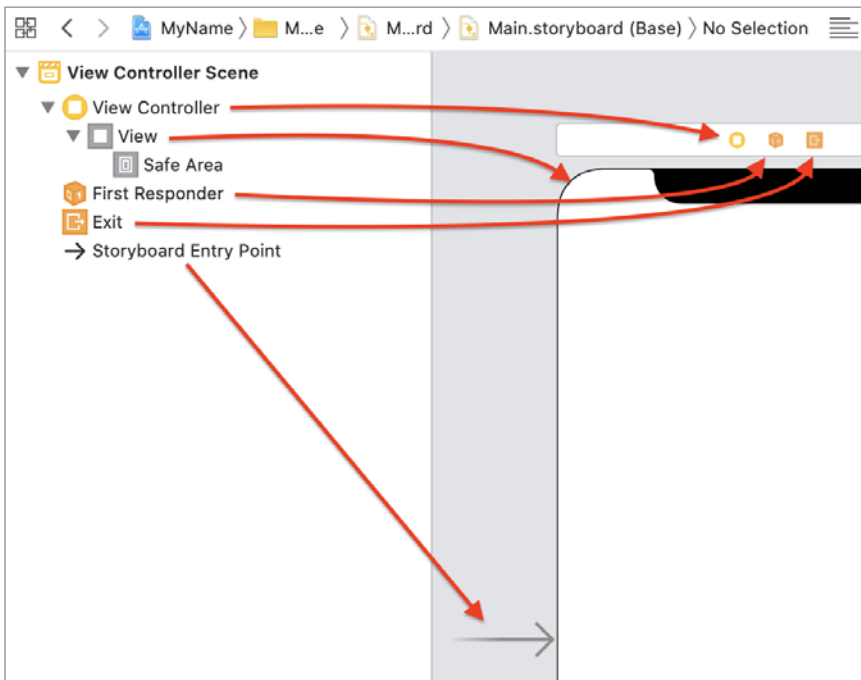 MyName 〉 M...e 〉 M...rd 〉 Main.storyboard (Base) 〉 No Selection
View Controller Scene
View Controller
View
Safe Area
First Responder
Exit
Storyboard Entry Point